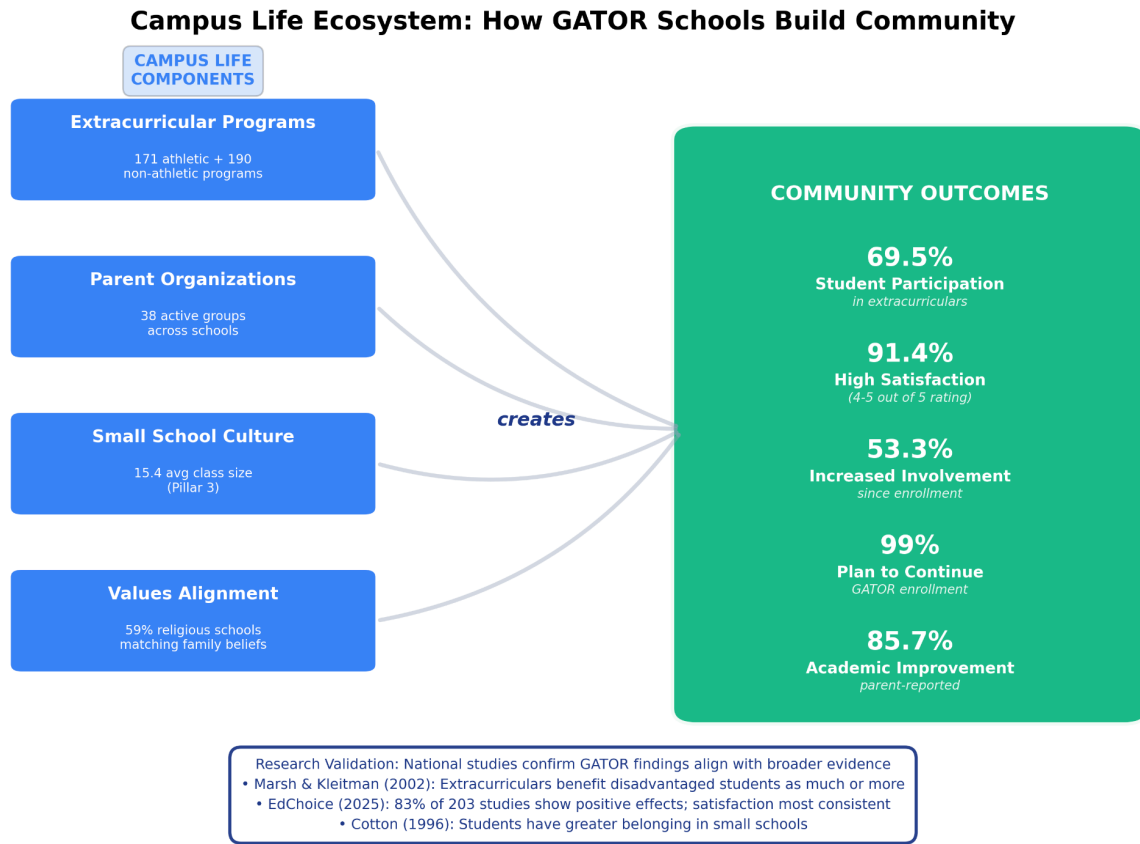 Campus Life Ecosystem: How GATOR Schools Build Community
CAMPUS LIFE
COMPONENTS
Extracurricular Programs
171 athletic + 190
non-athletic programs
Parent Organizations
38 active groups
across schools
Small School Culture
15.4 avg class size
(Pillar 3)
Values Alignment
59% religious schools
matching family beliefs
creates
COMMUNITY OUTCOMES
69.5%
Student Participation
in extracurriculars
91.4%
High Satisfaction
(4-5 out of 5 rating)
53.3%
Increased Involvement
since enrollment
99%
Plan to Continue
GATOR enrollment
85.7%
Academic Improvement
parent-reported
Research Validation: National studies confirm GATOR findings align with broader evidence
• Marsh & Kleitman (2002): Extracurriculars benefit disadvantaged students as much or more
• EdChoice (2025): 83% of 203 studies show positive effects; satisfaction most consistent
• Cotton (1996): Students have greater belonging in small schools